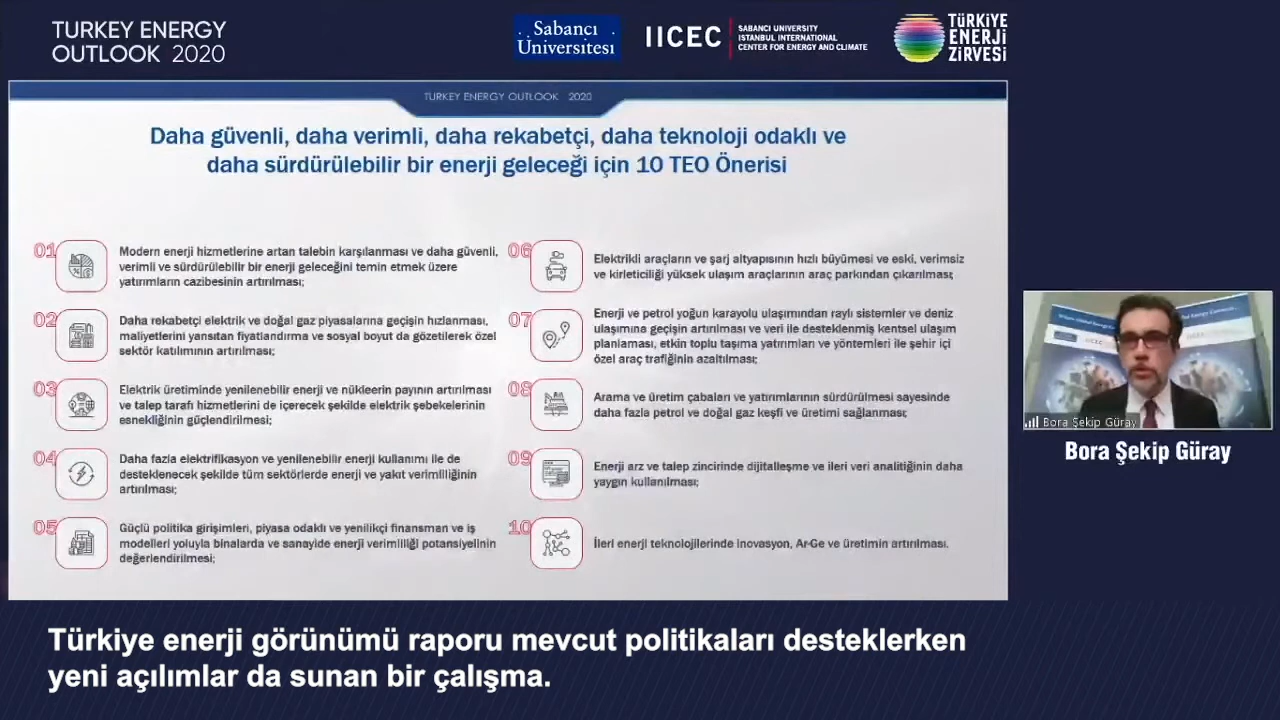 TURKEY ENERGY
OUTLOOK 2020
Sabancı
Üniversitesi
IICEC
SABANCI UNIVERSITY
ISTANBUL INTERNATIONAL
CENTER FOR ENERGY AND CLIMATE
TÜRKİYE
ENERJİ
ZİRVESİ
TURKEY ENERGY OUTLOOK 2020
Daha güvenli, daha verimli, daha rekabetçi, daha teknoloji odaklı ve
daha sürdürülebilir bir enerji geleceği için 10 TEO Önerisi
01
Modern enerji hizmetlerine artan talebin karşılanması ve daha güvenli,
verimli ve sürdürülebilir bir enerji geleceğini temin etmek üzere
yatırımların cazibesinin artırılması;
02
Daha rekabetçi elektrik ve doğal gaz piyasalarına geçişin hızlanması,
maliyetlerini yansıtan fiyatlandırma ve sosyal boyut da gözetilerek özel
sektör katılımının artırılması;
03
Elektrik üretiminde yenilenebilir enerji ve nükleerin payının artırılması
ve talep tarafı hizmetlerini de içerecek şekilde elektrik şebekelerinin
esnekliğinin güçlendirilmesi;
04
Daha fazla elektrifikasyon ve yenilenebilir enerji kullanımı ile de
desteklenecek şekilde tüm sektörlerde enerji ve yakıt verimliliğinin
artırılması;
05
Güçlü politika girişimleri, piyasa odaklı ve yenilikçi finansman ve iş
modelleri yoluyla binalarda ve sanayide enerji verimliliği potansiyelinin
değerlendirilmesi;
06
Elektrikli araçların ve şarj altyapısının hızlı büyümesi ve eski, verimsiz
ve kirleticiliği yüksek ulaşım araçlarının araç parkından çıkarılması;
07
Enerji ve petrol yoğun karayolu ulaşımından raylı sistemler ve deniz
ulaşımına geçişin artırılması ve veri ile desteklenmiş kentsel ulaşım
planlaması, etkin toplu taşıma yatırımları ve yöntemleri ile şehir içi
özel araç trafiğinin azaltılması;
08
Arama ve üretim çabaları ve yatırımlarının sürdürülmesi sayesinde
daha fazla petrol ve doğal gaz keşfi ve üretimi sağlanması;
09
Enerji arz ve talep zincirinde dijitalleşme ve ileri veri analitiğinin daha
yaygın kullanılması;
10
İleri enerji teknolojilerinde inovasyon, Ar-Ge ve üretimin artırılması.
Bora Şekip Güray
Bora Şekip Güray
Türkiye enerji görünümü raporu mevcut politikaları desteklerken
yeni açılımlar da sunan bir çalışma.